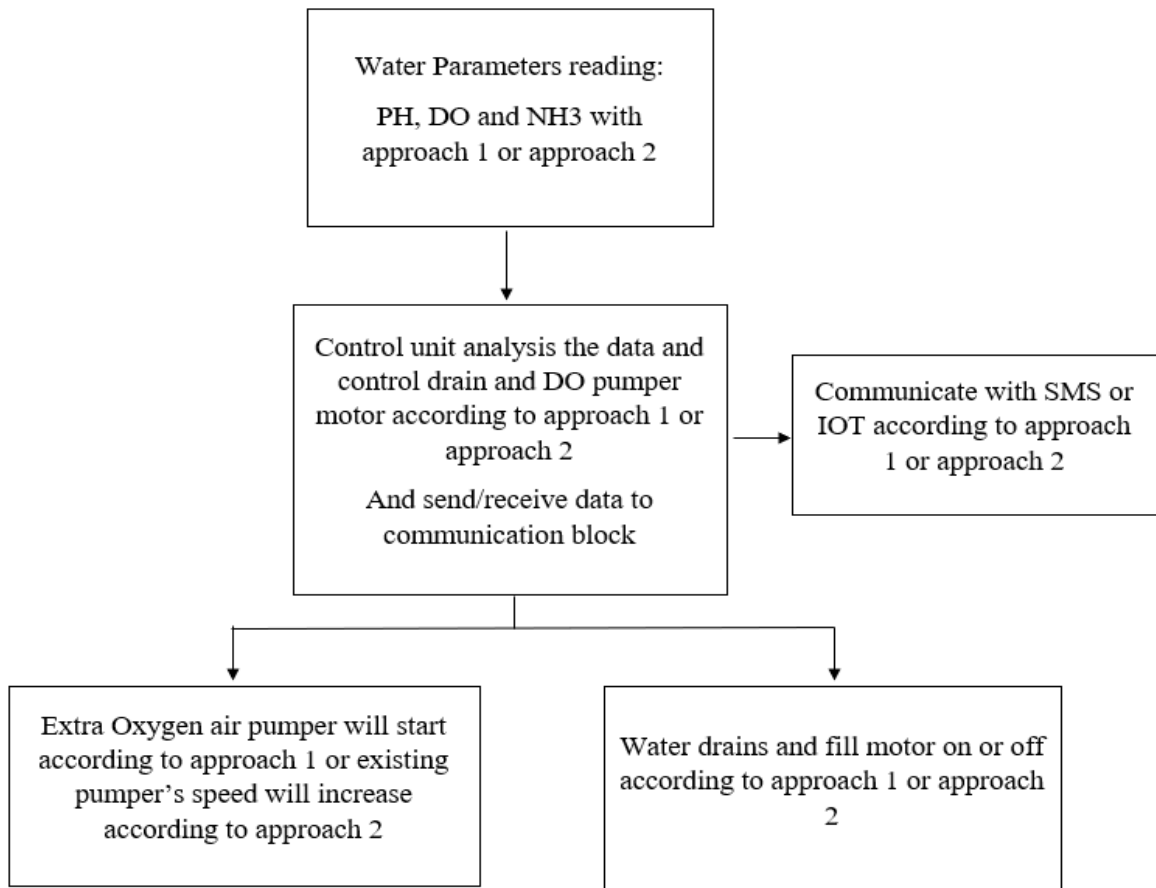 Water Parameters reading:
PH, DO and NH3 with
approach 1 or approach 2
Control unit analysis the data and
control drain and DO pumper
motor according to approach 1 or
approach 2
And send/receive data to
communication block
Communicate with SMS or
IOT according to approach
1 or approach 2
Extra Oxygen air pumper will start
according to approach 1 or existing
pumper’s speed will increase
according to approach 2
Water drains and fill motor on or off
according to approach 1 or approach
2